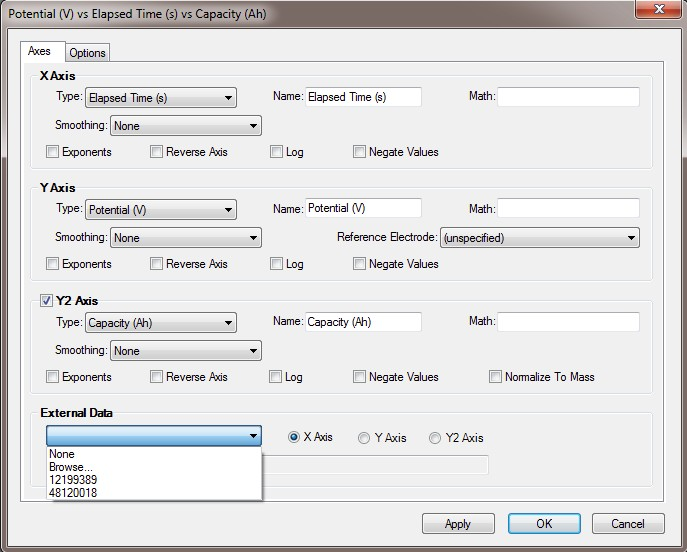 Potential (V) vs Elapsed Time (s) vs Capacity (Ah)
Axes Options
X Axis
Type: Elapsed Time (s) Name: Elapsed Time (s) Math:
Smoothing: None
Exponents Reverse Axis Log Negate Values
Y Axis
Type: Potential (V) Name: Potential (V) Math:
Smoothing: None Reference Electrode: (unspecified)
Exponents Reverse Axis Log Negate Values
Y2 Axis
Type: Capacity (Ah) Name: Capacity (Ah) Math:
Smoothing: None
Exponents Reverse Axis Log Negate Values Normalize To Mass
External Data
X Axis Y Axis Y2 Axis
None
Browse...
12199389
48120018
Apply OK Cancel